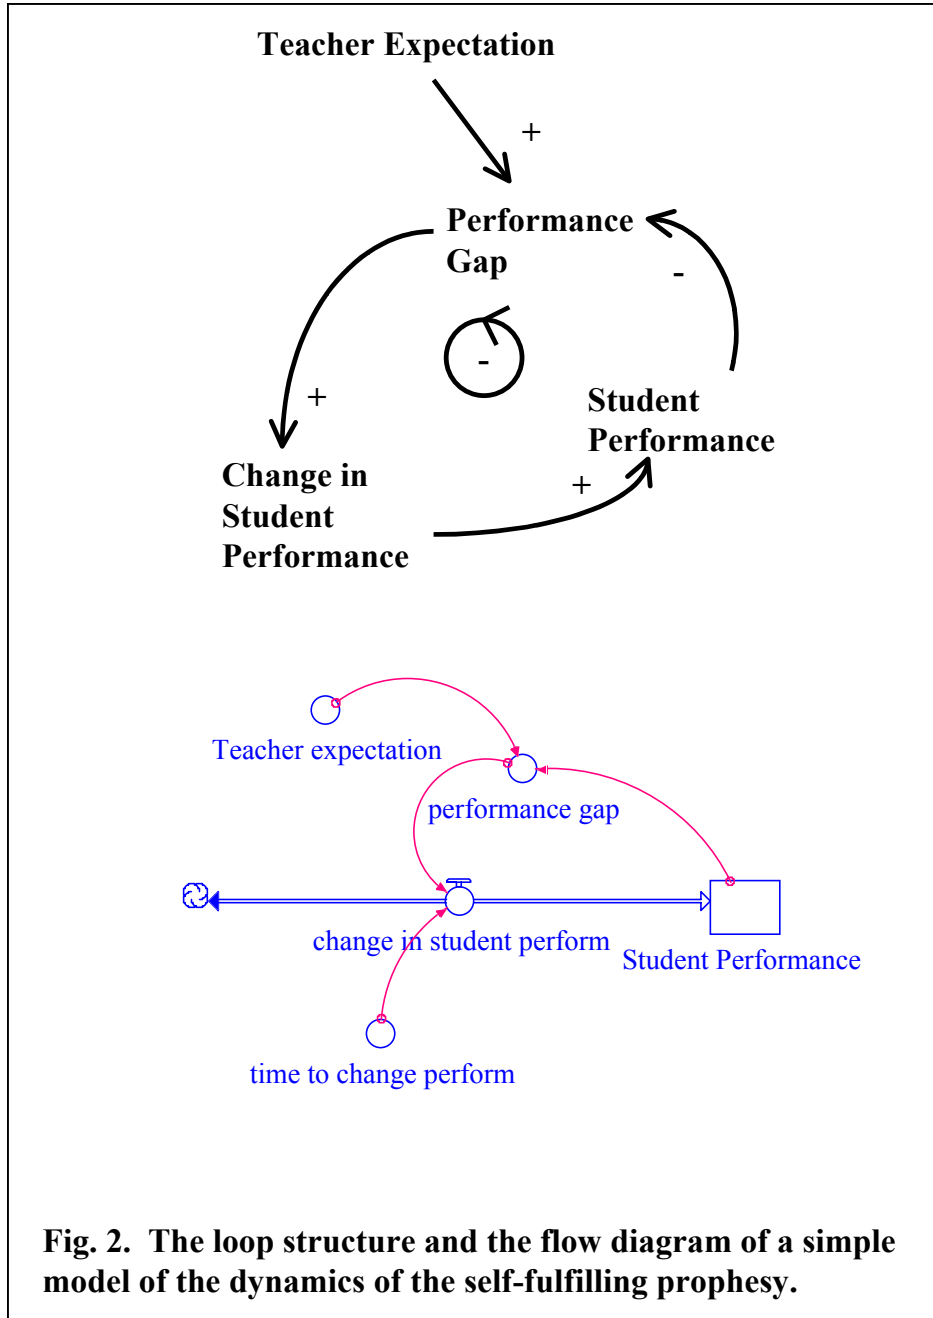 Teacher Expectation
+
Performance
Gap
-
-
+
Student
Performance
Change in
Student
Performance
+
Teacher expectation
performance gap
change in student perform
Student Performance
time to change perform
Fig. 2. The loop structure and the flow diagram of a simple
model of the dynamics of the self-fulfilling prophesy.